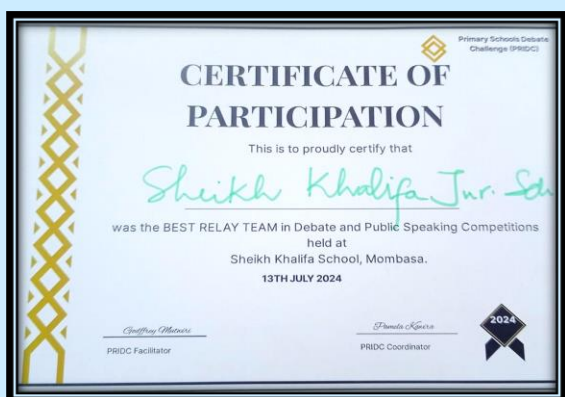 Primary Schools Debate
Challenge (PRIDC)
CERTIFICATE OF
PARTICIPATION
This is to proudly certify that
Sheikh Khalifa Jnr. Sch
was the BEST RELAY TEAM in Debate and Public Speaking Competitions
held at
Sheikh Khalifa School, Mombasa.
13TH JULY 2024
2024
Pamela
PRIDC Facilitator
PRIDC Coordinator